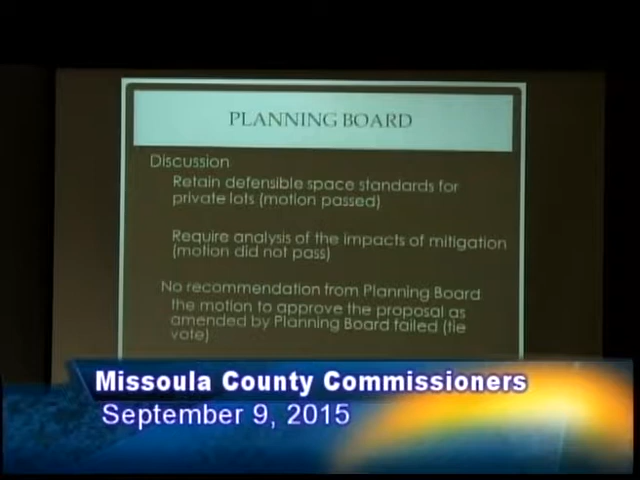 PLANNING BOARD
Discussion
Retain defensible space standards for
private lots (motion passed)
Require analysis of the impacts of mitigation
(motion did not pass)
No recommendation from Planning Board
the motion to approve the proposal as
amended by Planning Board failed (tie
vote)
Missoula County Commissioners
September 9, 2015